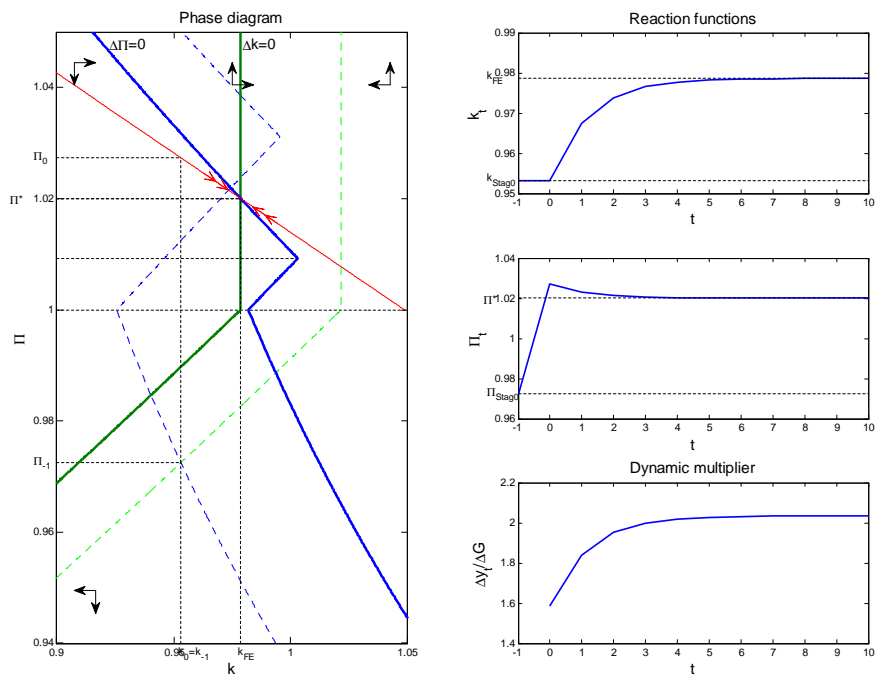 Phase diagram
ΔΠ=0
Δk=0
1.04
Π0
Π*
1.02
Π
1
0.98
Π-1
0.96
0.94
0.9
0.95
k0=k-1
kFE
1
1.05
k
Reaction functions
0.99
kFE
0.98
0.97
kt
0.96
kStag0
0.95
-1 0 1 2 3 4 5 6 7 8 9 10
t
1.04
Π*
1.02
Πt
1
0.98
ΠStag0
0.96
-1 0 1 2 3 4 5 6 7 8 9 10
t
Dynamic multiplier
2.2
2
Δyt/ΔG
1.8
1.6
1.4
-1 0 1 2 3 4 5 6 7 8 9 10
t